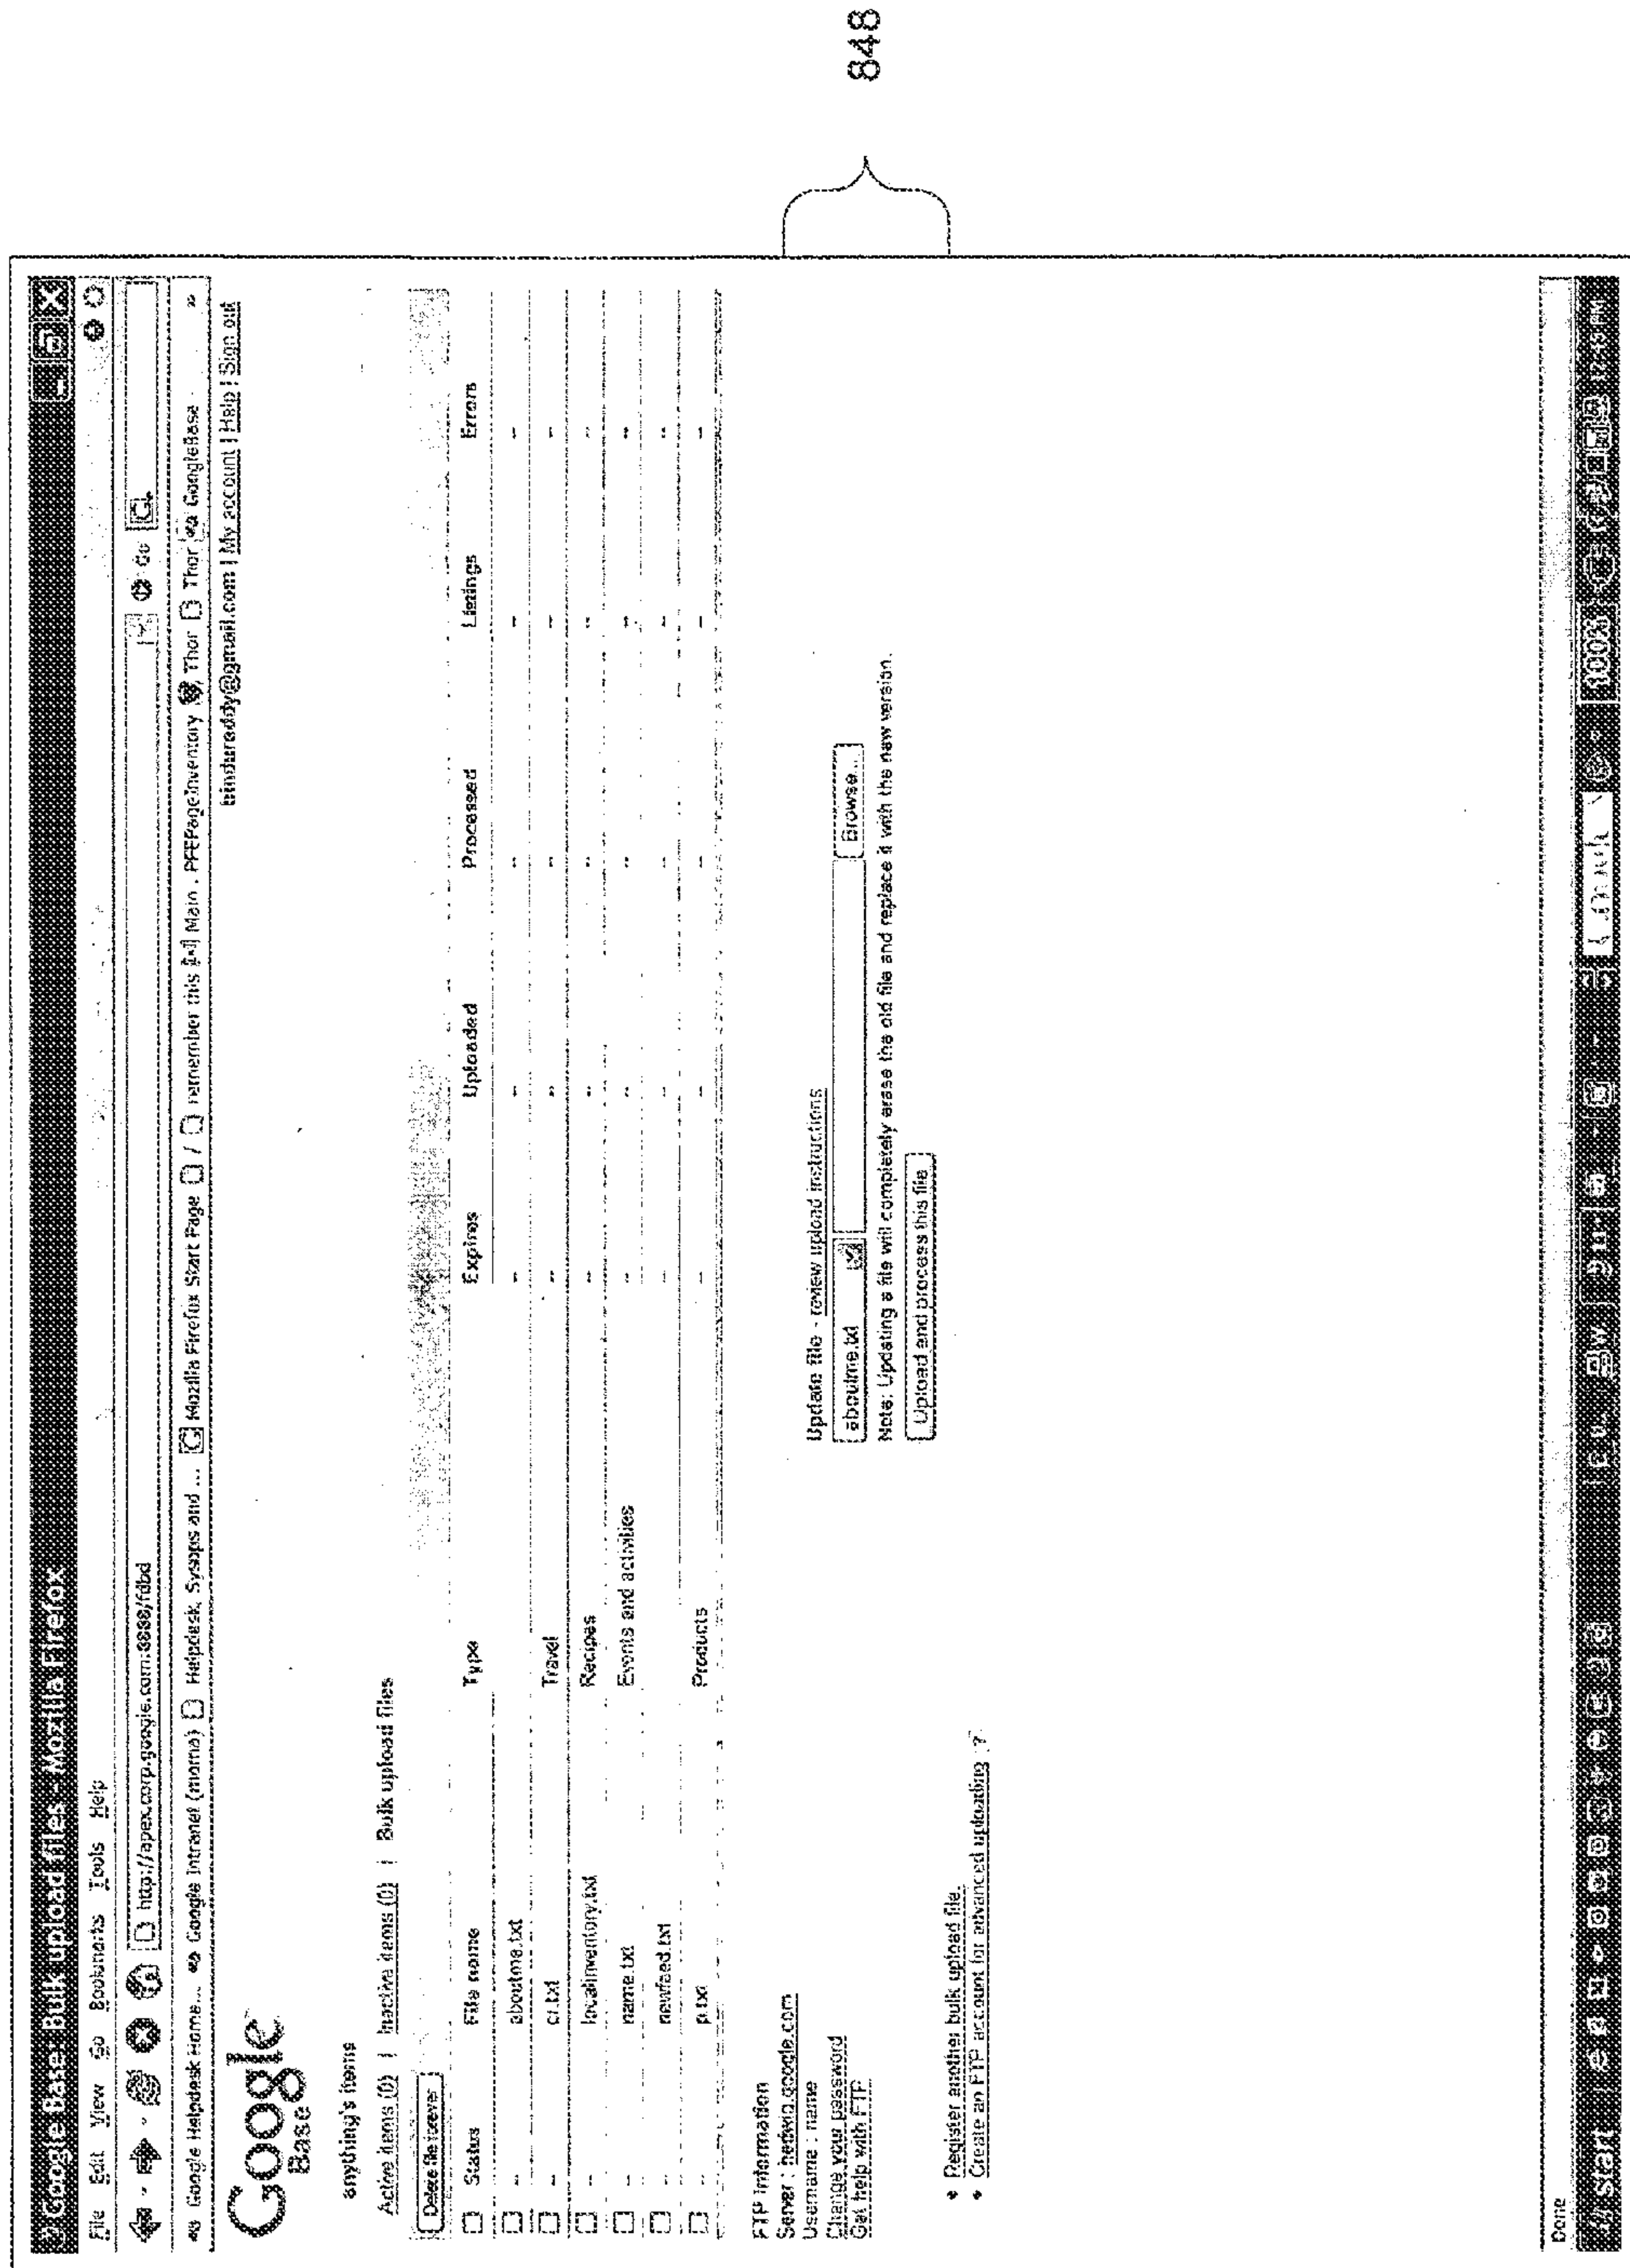 Google Base: Bulk upload files - Mozilla Firefox
File Edit View Go Bookmarks Tools Help
http://apex.corp.google.com:8888/fdbd Go
Google Helpdesk Home... Google Intranet (moma) Helpdesk, Sysops and ... Mozilla Firefox Start Page / remember this Main . PFEPageInventory Thor Thor GoogleBase
bindureddy@gmail.com | My account | Help | Sign out
Google
Base
anything's items
Active items (0) | Inactive items (0) | Bulk upload files
Delete file forever
Status File name Type Expires Uploaded Processed Listings Errors
-- aboutme.txt -- -- -- -- --
-- cr.txt Travel -- -- -- -- --
-- localinventory.txt Recipes -- -- -- -- --
-- name.txt Events and activities -- -- -- -- --
-- newfeed.txt -- -- -- -- --
-- Products -- -- -- -- --
FTP Information
Server : hedwig.google.com
Username : name
Change your password
Get help with FTP
Update file - review upload instructions
aboutme.txt Browse...
Note: Updating a file will completely erase the old file and replace it with the new version.
Upload and process this file
848
• Register another bulk upload file.
• Create an FTP account for advanced uploading ?
Done
start 100%